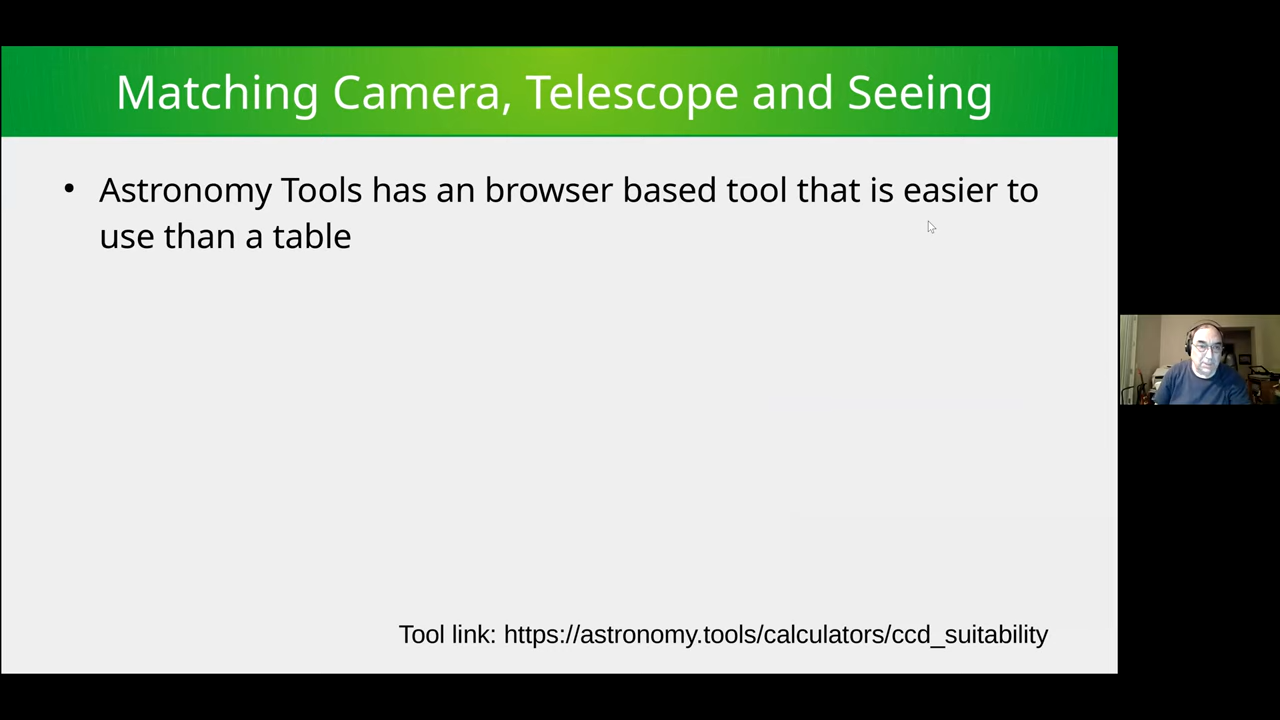 Matching Camera, Telescope and Seeing
• Astronomy Tools has an browser based tool that is easier to
use than a table
Tool link: https://astronomy.tools/calculators/ccd_suitability